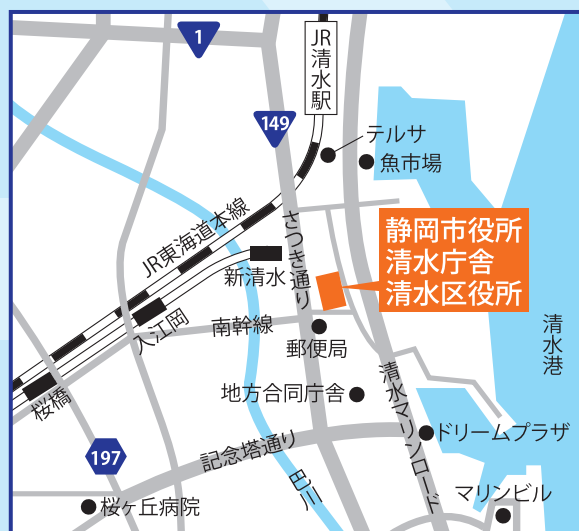 1
JR清水駅
149
テルサ
魚市場
JR東海道本線
さつき通り
静岡市役所
清水庁舎
清水区役所
新清水
入江岡
南幹線
郵便局
清水港
桜橋
地方合同庁舎
清水マリンロード
ドリームプラザ
記念塔通り
197
巴川
マリンビル
桜ヶ丘病院